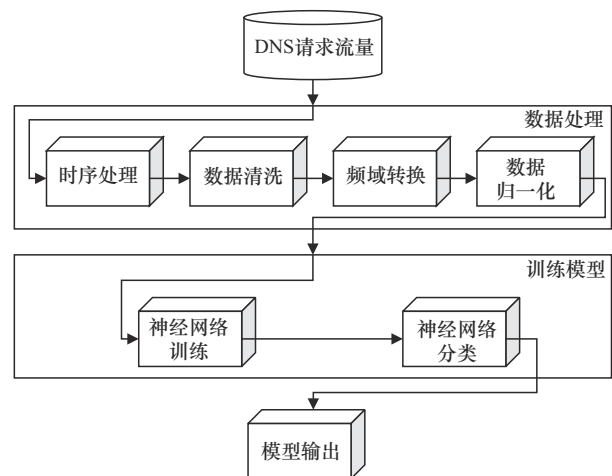 DNS请求流量
数据处理
时序处理
数据清洗
频域转换
数据
归一化
训练模型
神经网络
训练
神经网络
分类
模型输出